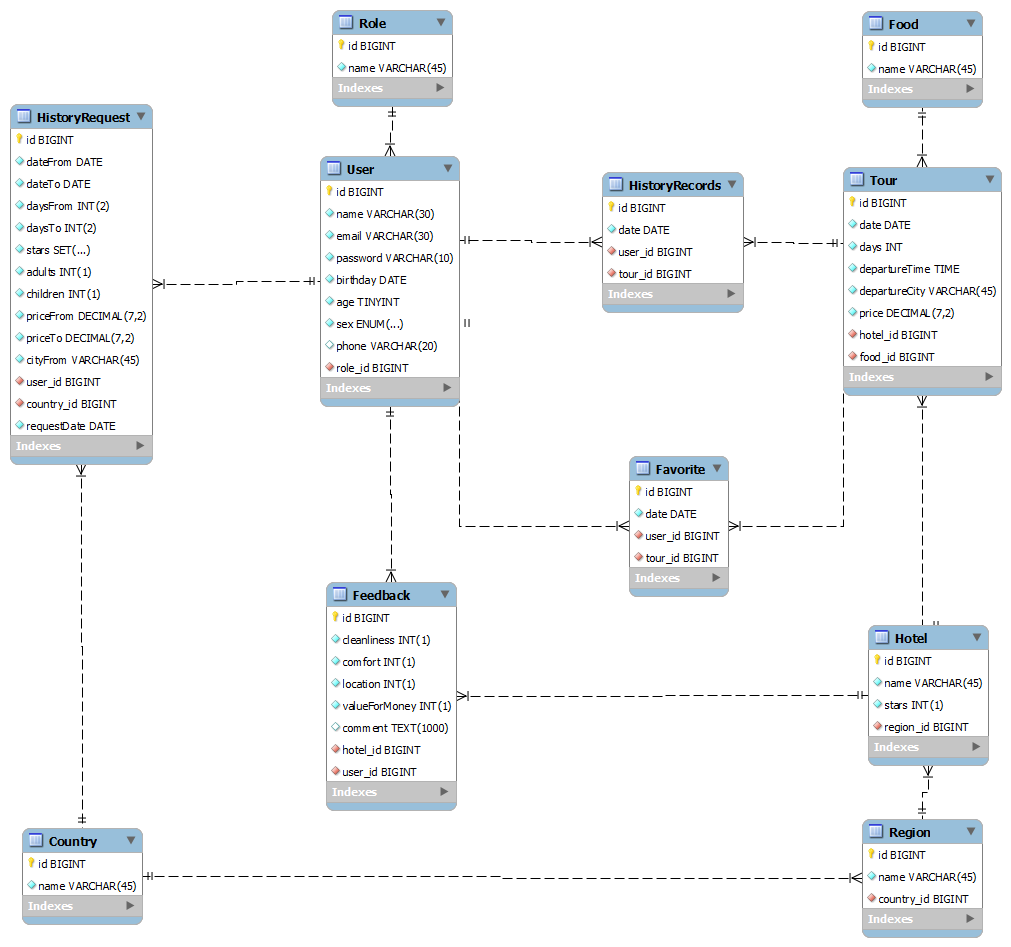 Role
id BIGINT
name VARCHAR(45)
Indexes
Food
id BIGINT
name VARCHAR(45)
Indexes
HistoryRequest
id BIGINT
dateFrom DATE
dateTo DATE
daysFrom INT(2)
daysTo INT(2)
stars SET(...)
adults INT(1)
children INT(1)
priceFrom DECIMAL(7,2)
priceTo DECIMAL(7,2)
cityFrom VARCHAR(45)
user_id BIGINT
country_id BIGINT
requestDate DATE
Indexes
User
id BIGINT
name VARCHAR(30)
email VARCHAR(30)
password VARCHAR(10)
birthday DATE
age TINYINT
sex ENUM(...)
phone VARCHAR(20)
role_id BIGINT
Indexes
HistoryRecords
id BIGINT
date DATE
user_id BIGINT
tour_id BIGINT
Indexes
Tour
id BIGINT
date DATE
days INT
departureTime TIME
departureCity VARCHAR(45)
price DECIMAL(7,2)
hotel_id BIGINT
food_id BIGINT
Indexes
Favorite
id BIGINT
date DATE
user_id BIGINT
tour_id BIGINT
Indexes
Feedback
id BIGINT
cleanliness INT(1)
comfort INT(1)
location INT(1)
valueForMoney INT(1)
comment TEXT(1000)
hotel_id BIGINT
user_id BIGINT
Indexes
Hotel
id BIGINT
name VARCHAR(45)
stars INT(1)
region_id BIGINT
Indexes
Country
id BIGINT
name VARCHAR(45)
Indexes
Region
id BIGINT
name VARCHAR(45)
country_id BIGINT
Indexes